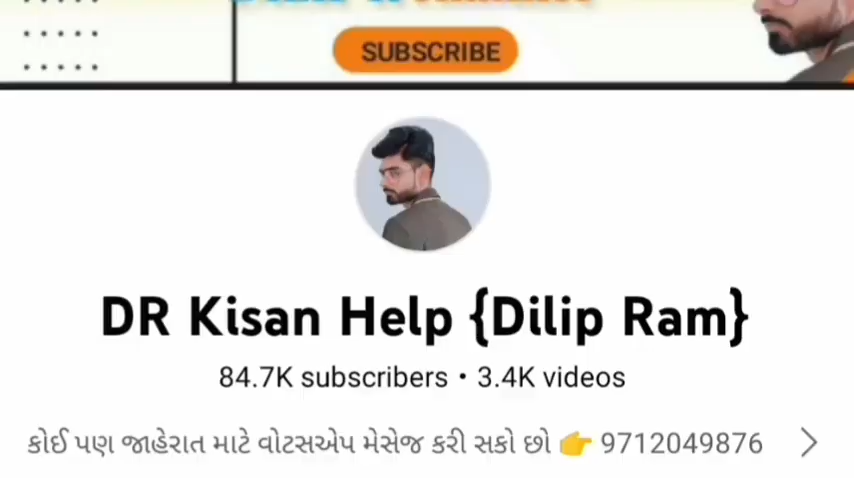 SUBSCRIBE
DR Kisan Help {Dilip Ram}
84.7K subscribers • 3.4K videos
કોઈ પણ જાહેરાત માટે વોટસએપ મેસેજ કરી સકો છો 👉 9712049876